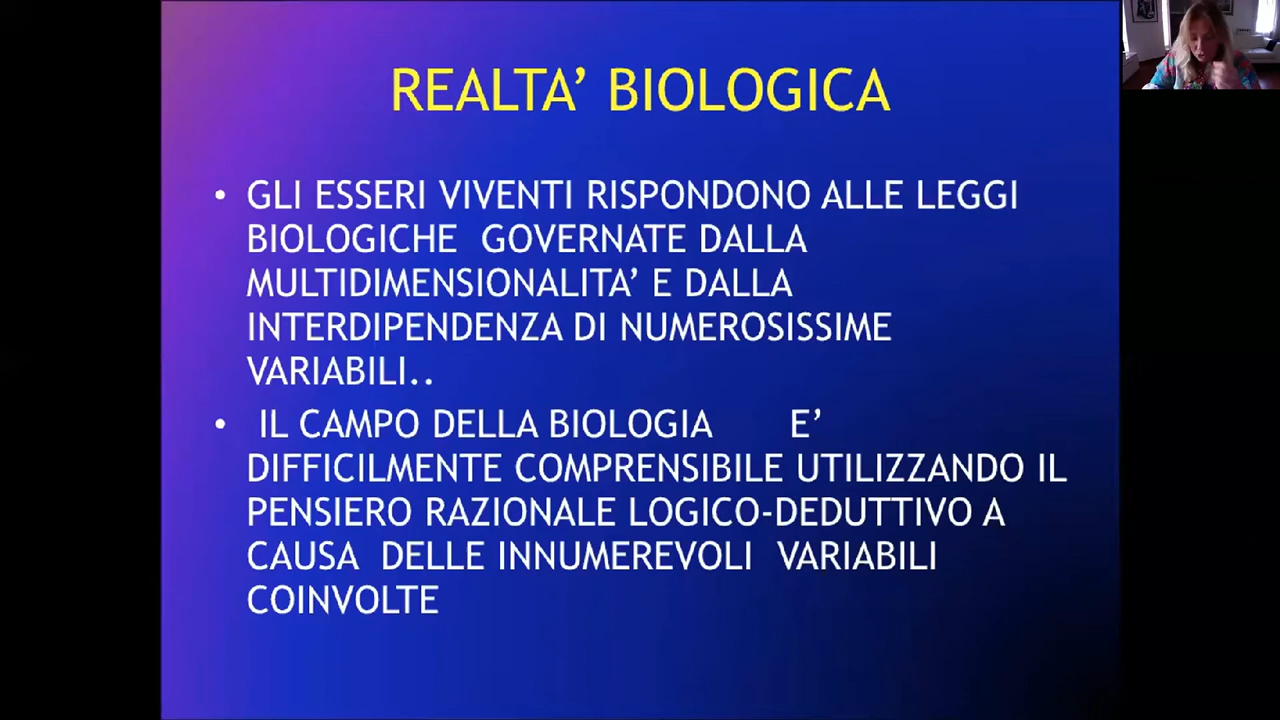 REALTA’ BIOLOGICA
• GLI ESSERI VIVENTI RISPONDONO ALLE LEGGI
BIOLOGICHE GOVERNATE DALLA
MULTIDIMENSIONALITA’ E DALLA
INTERDIPENDENZA DI NUMEROSISSIME
VARIABILI..
• IL CAMPO DELLA BIOLOGIA E’
DIFFICILMENTE COMPRENSIBILE UTILIZZANDO IL
PENSIERO RAZIONALE LOGICO-DEDUTTIVO A
CAUSA DELLE INNUMEREVOLI VARIABILI
COINVOLTE